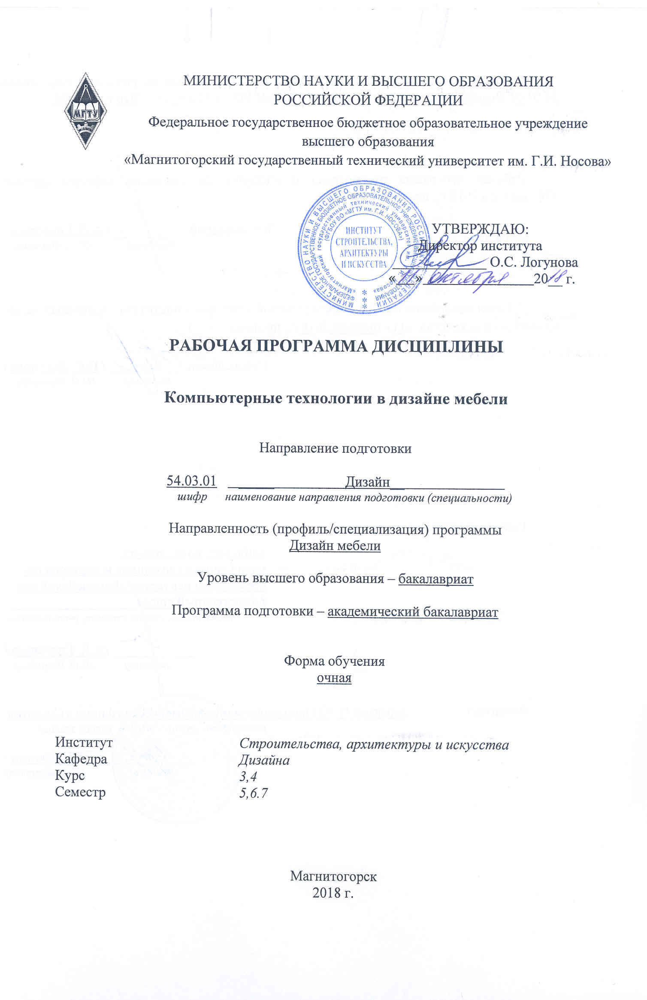 МИНИСТЕРСТВО НАУКИ И ВЫСШЕГО ОБРАЗОВАНИЯ
РОССИЙСКОЙ ФЕДЕРАЦИИ
Федеральное государственное бюджетное образовательное учреждение
высшего образования
«Магнитогорский государственный технический университет им. Г.И. Носова»
МГТУ
МИНИСТЕРСТВО НАУКИ И ВЫСШЕГО ОБРАЗОВАНИЯ РОССИЙСКОЙ ФЕДЕРАЦИИ
ФЕДЕРАЛЬНОЕ ГОСУДАРСТВЕННОЕ БЮДЖЕТНОЕ ОБРАЗОВАТЕЛЬНОЕ УЧРЕЖДЕНИЕ ВЫСШЕГО ОБРАЗОВАНИЯ
«Магнитогорский государственный технический университет им. Г.И. Носова»
(ФГБОУ ВО «МГТУ им. Г.И. НОСОВА»)
ИНСТИТУТ
СТРОИТЕЛЬСТВА,
АРХИТЕКТУРЫ
И ИСКУССТВА
УТВЕРЖДАЮ:
Директор института
О.С. Логунова
«11» октября 2018 г.
РАБОЧАЯ ПРОГРАММА ДИСЦИПЛИНЫ
Компьютерные технологии в дизайне мебели
Направление подготовки
54.03.01 Дизайн
шифр наименование направления подготовки (специальности)
Направленность (профиль/специализация) программы
Дизайн мебели
Уровень высшего образования – бакалавриат
Программа подготовки – академический бакалавриат
Форма обучения
очная
Институт Строительства, архитектуры и искусства
Кафедра Дизайна
Курс 3,4
Семестр 5,6.7
Магнитогорск
2018 г.